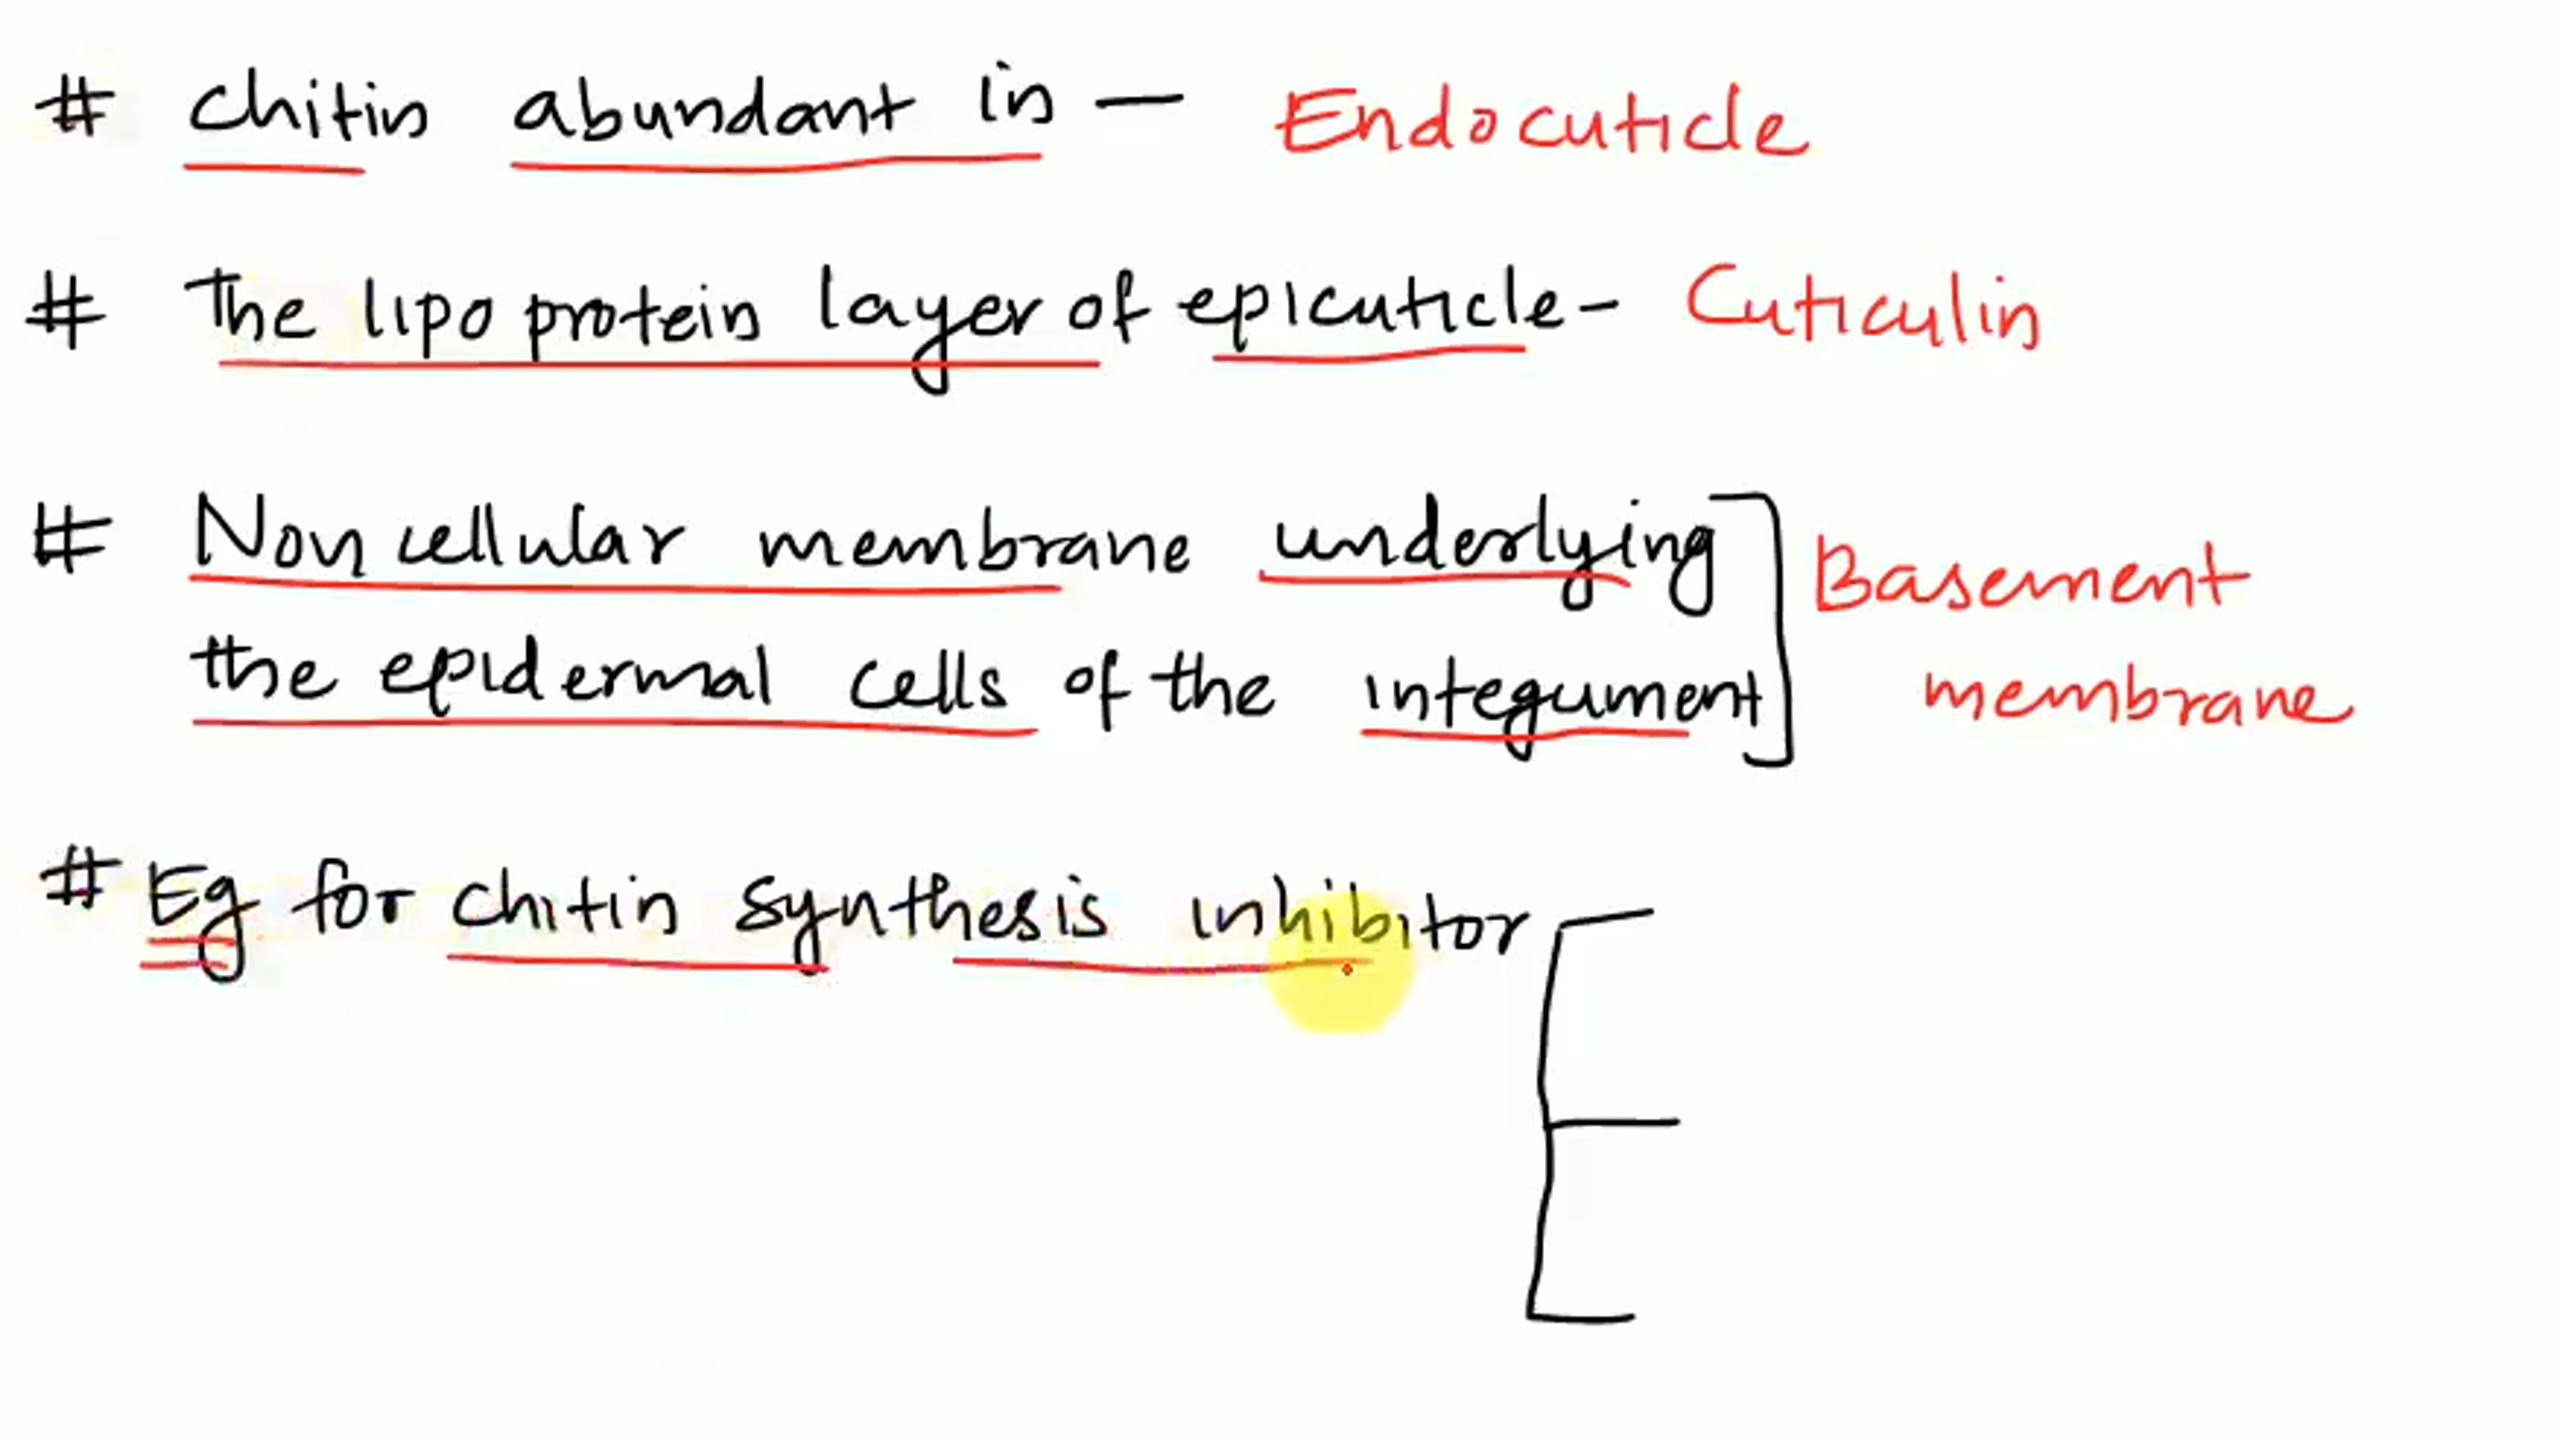 # chitin abundant in — Endocuticle
# The lipo protein layer of epicuticle - Cuticulin
# Non cellular membrane underlying
the epidermal cells of the integument
Basement
membrane
# Eg for chitin synthesis inhibitor